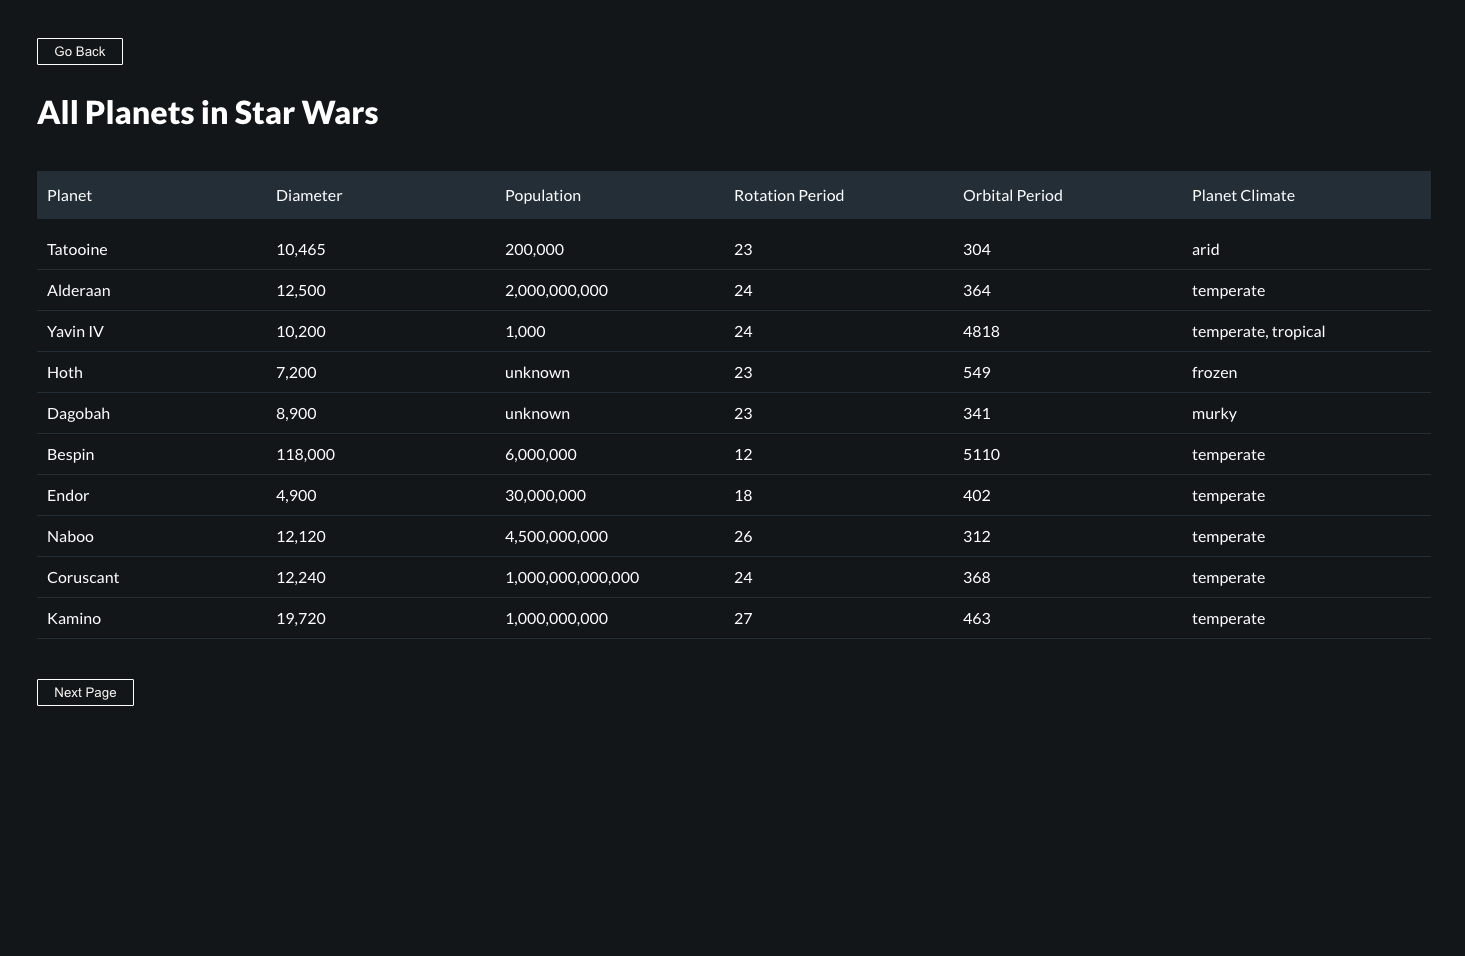 Go Back
All Planets in Star Wars
Planet Diameter Population Rotation Period Orbital Period Planet Climate
Tatooine 10,465 200,000 23 304 arid
Alderaan 12,500 2,000,000,000 24 364 temperate
Yavin IV 10,200 1,000 24 4818 temperate, tropical
Hoth 7,200 unknown 23 549 frozen
Dagobah 8,900 unknown 23 341 murky
Bespin 118,000 6,000,000 12 5110 temperate
Endor 4,900 30,000,000 18 402 temperate
Naboo 12,120 4,500,000,000 26 312 temperate
Coruscant 12,240 1,000,000,000,000 24 368 temperate
Kamino 19,720 1,000,000,000 27 463 temperate
Next Page